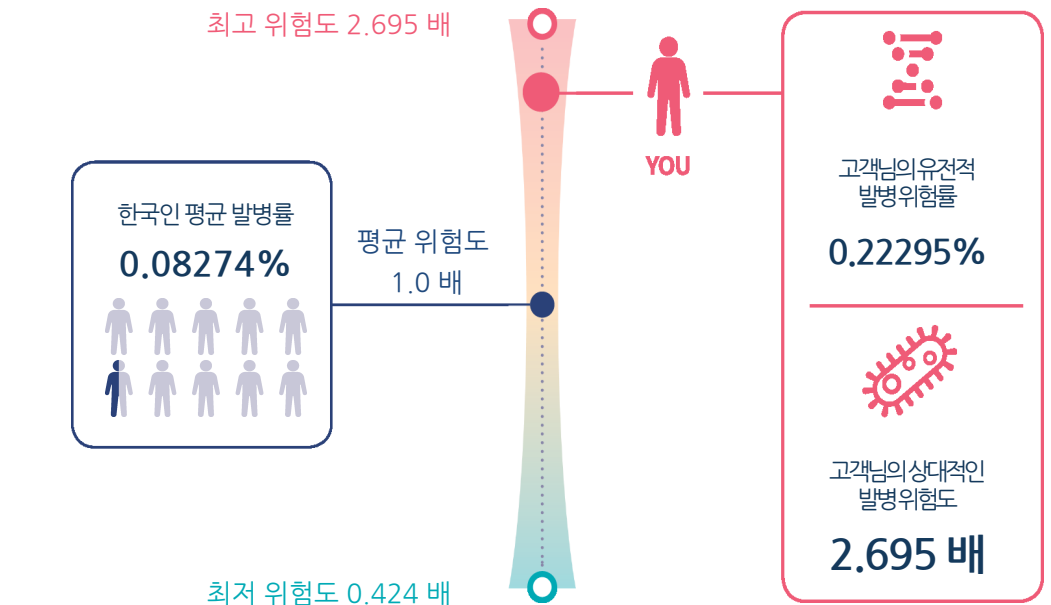 최고 위험도 2.695 배
YOU
한국인 평균 발병률
0.08274%
평균 위험도
1.0 배
고객님의 유전적
발병 위험률
0.22295%
고객님의 상대적인
발병 위험도
2.695 배
최저 위험도 0.424 배